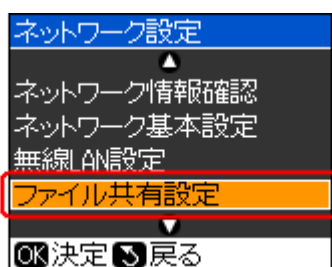 ネットワーク設定
ネットワーク情報確認
ネットワーク基本設定
無線LAN設定
ファイル共有設定
OK決定 戻る